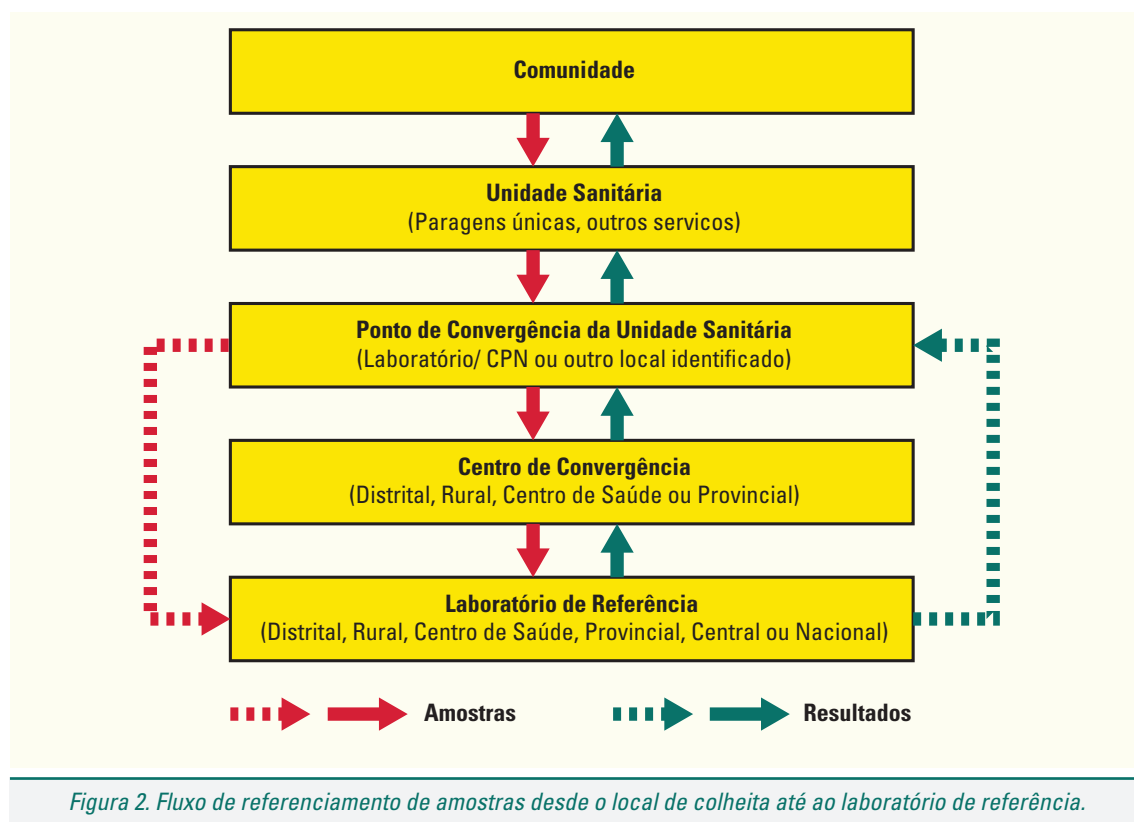 Comunidade
Unidade Sanitária
(Paragens únicas, outros servicos)
Ponto de Convergência da Unidade Sanitária
(Laboratório/ CPN ou outro local identificado)
Centro de Convergência
(Distrital, Rural, Centro de Saúde ou Provincial)
Laboratório de Referência
(Distrital, Rural, Centro de Saúde, Provincial, Central ou Nacional)
Amostras
Resultados
Figura 2. Fluxo de referenciamento de amostras desde o local de colheita até ao laboratório de referência.